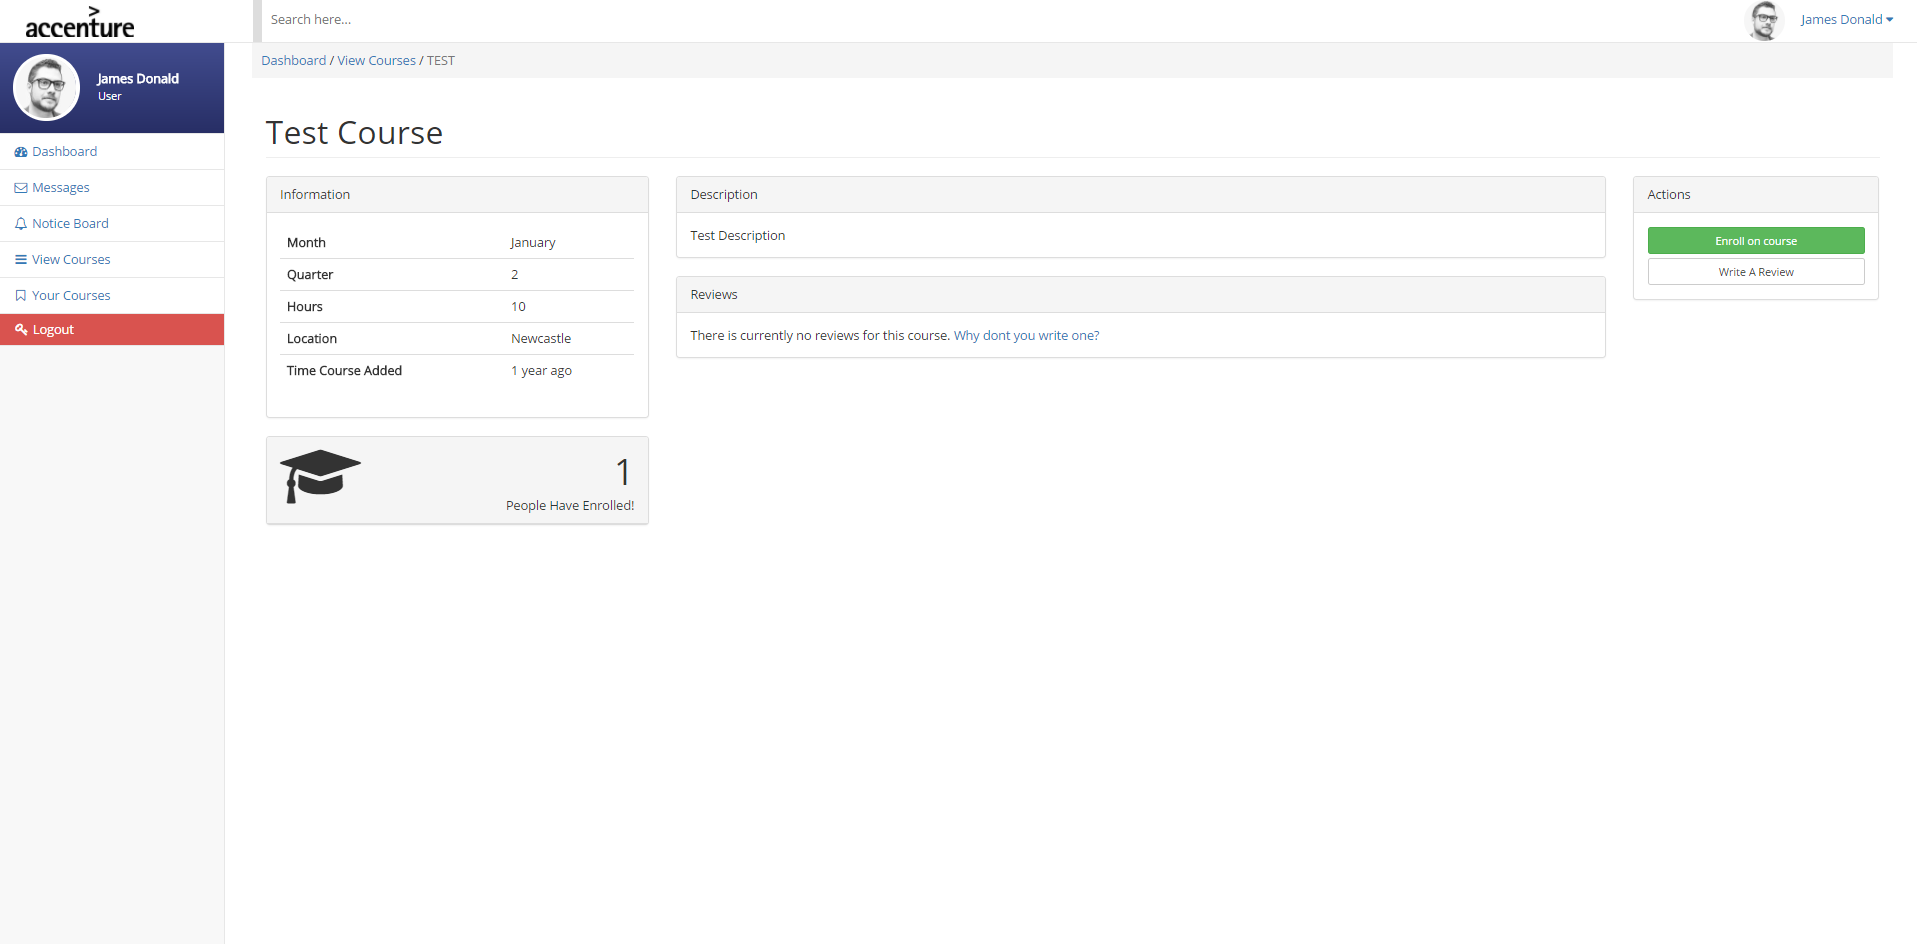 accenture
Search here...
James Donald
James Donald
User
Dashboard
Messages
Notice Board
View Courses
Your Courses
Logout
Dashboard / View Courses / TEST
Test Course
Information
Month January
Quarter 2
Hours 10
Location Newcastle
Time Course Added 1 year ago
1
People Have Enrolled!
Description
Test Description
Reviews
There is currently no reviews for this course. Why dont you write one?
Actions
Enroll on course
Write A Review